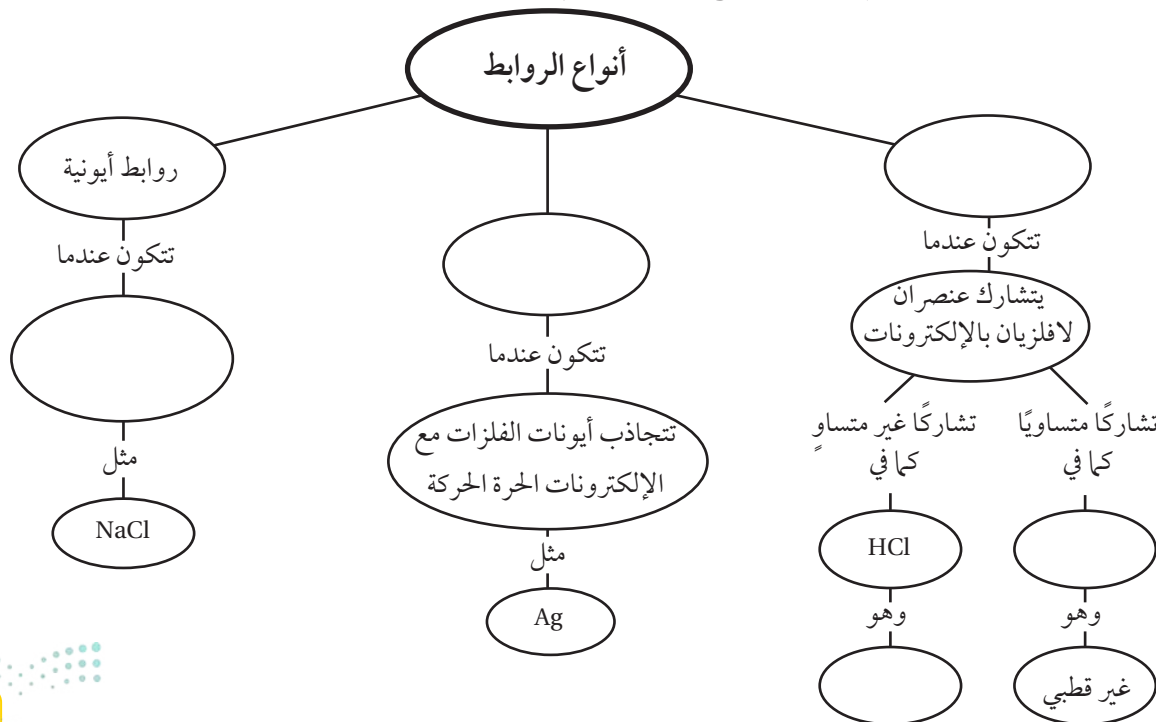 أنواع الروابط
روابط أيونية
تتكون عندما
مثل
NaCl
تتكون عندما
تتجاذب أيونات الفلزات مع
الإلكترونات الحرة الحركة
مثل
Ag
تتكون عندما
يتشارك عنصران
لافلزيان بالإلكترونات
تشاركًا متساويًا
كما في
وهو
غير قطبي
تشاركًا غير متساوٍ
كما في
HCl
وهو